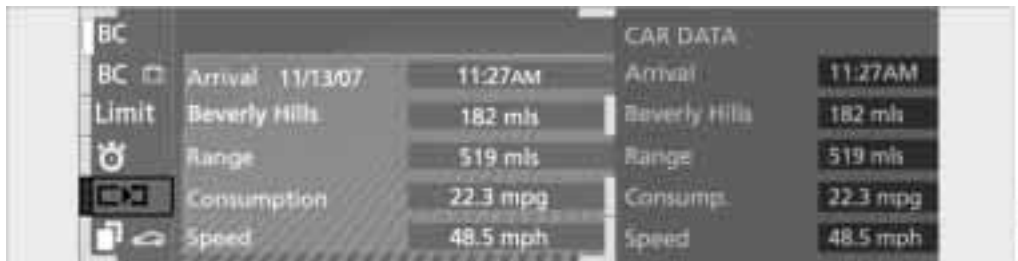 BC
BC
Limit
Arrival 11/13/07 11:27AM
Beverly Hills 182 mls
Range 519 mls
Consumption 22.3 mpg
Speed 48.5 mph
CAR DATA
Arrival 11:27AM
Beverly Hills 182 mls
Range 519 mls
Consump. 22.3 mpg
Speed 48.5 mph